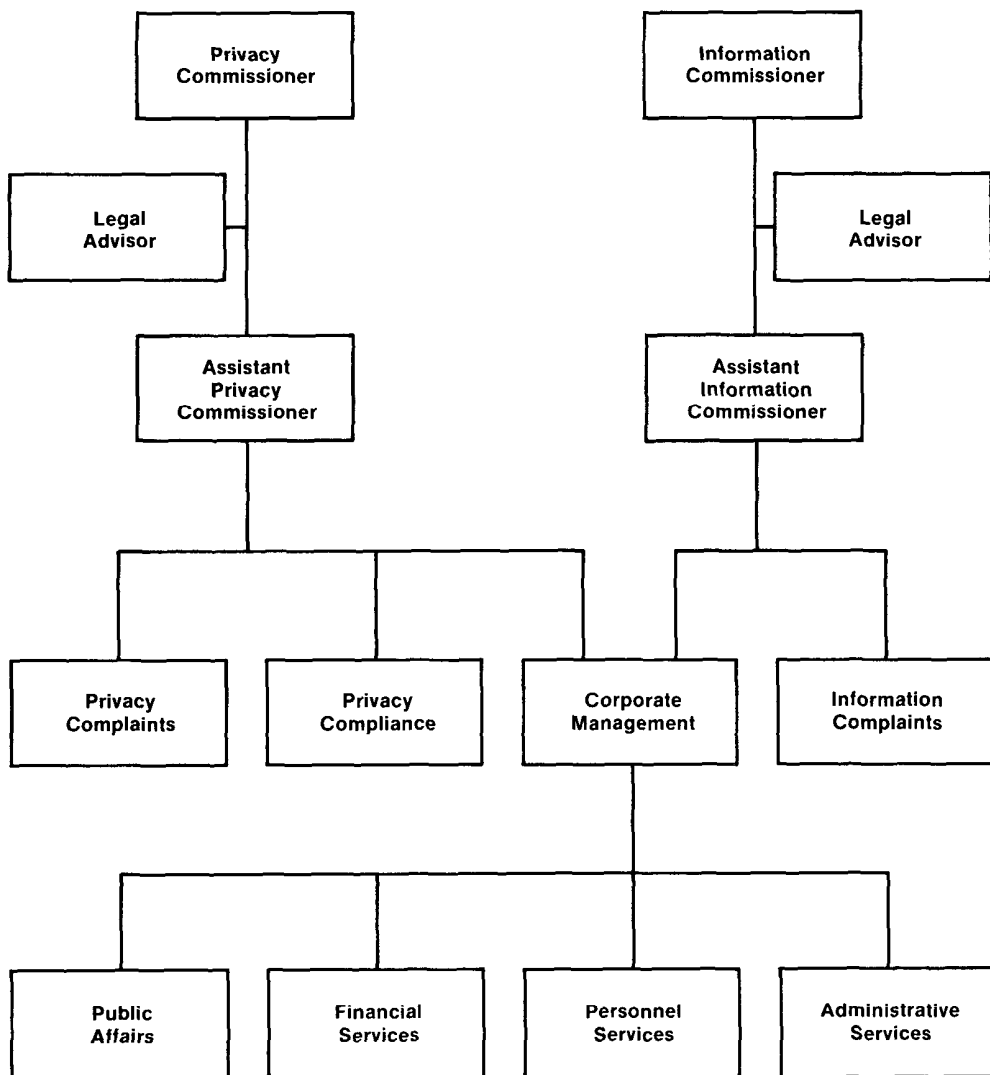 Privacy
Commissioner
Information
Commissioner
Legal
Advisor
Legal
Advisor
Assistant
Privacy
Commissioner
Assistant
Information
Commissioner
Privacy
Complaints
Privacy
Compliance
Corporate
Management
Information
Complaints
Public
Affairs
Financial
Services
Personnel
Services
Administrative
Services